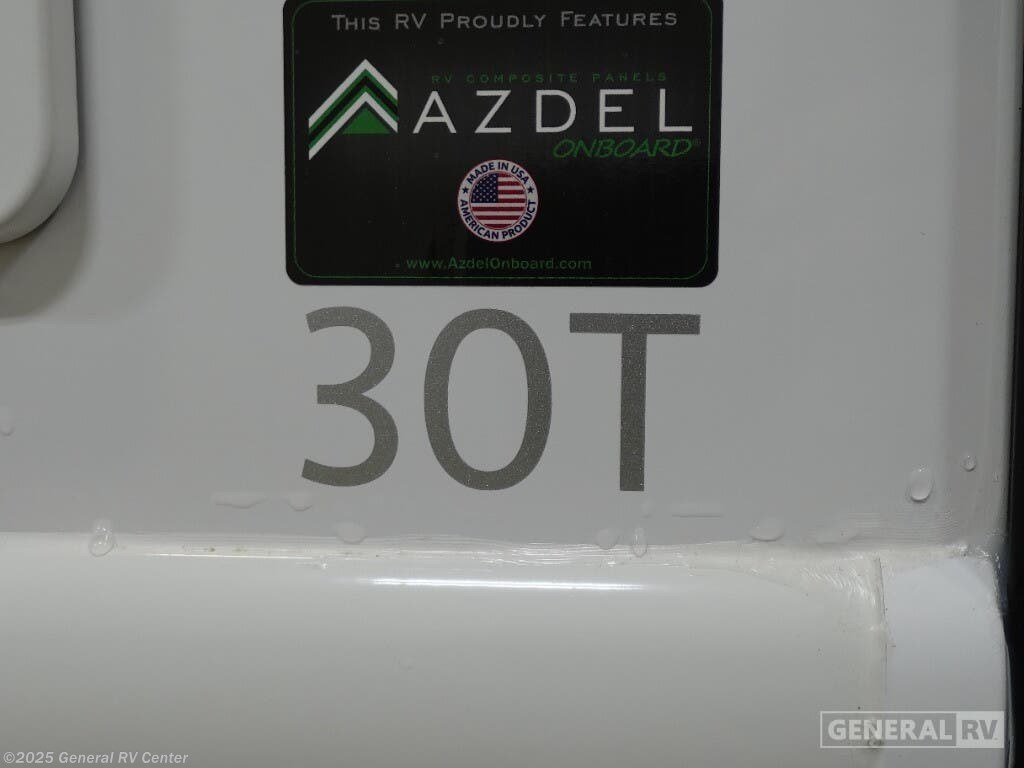 This RV Proudly Features
RV COMPOSITE PANELS
AZDEL
ONBOARD®
MADE IN USA
AMERICAN PRODUCT
www.AzdelOnboard.com
30T
GENERAL RV
©2025 General RV Center